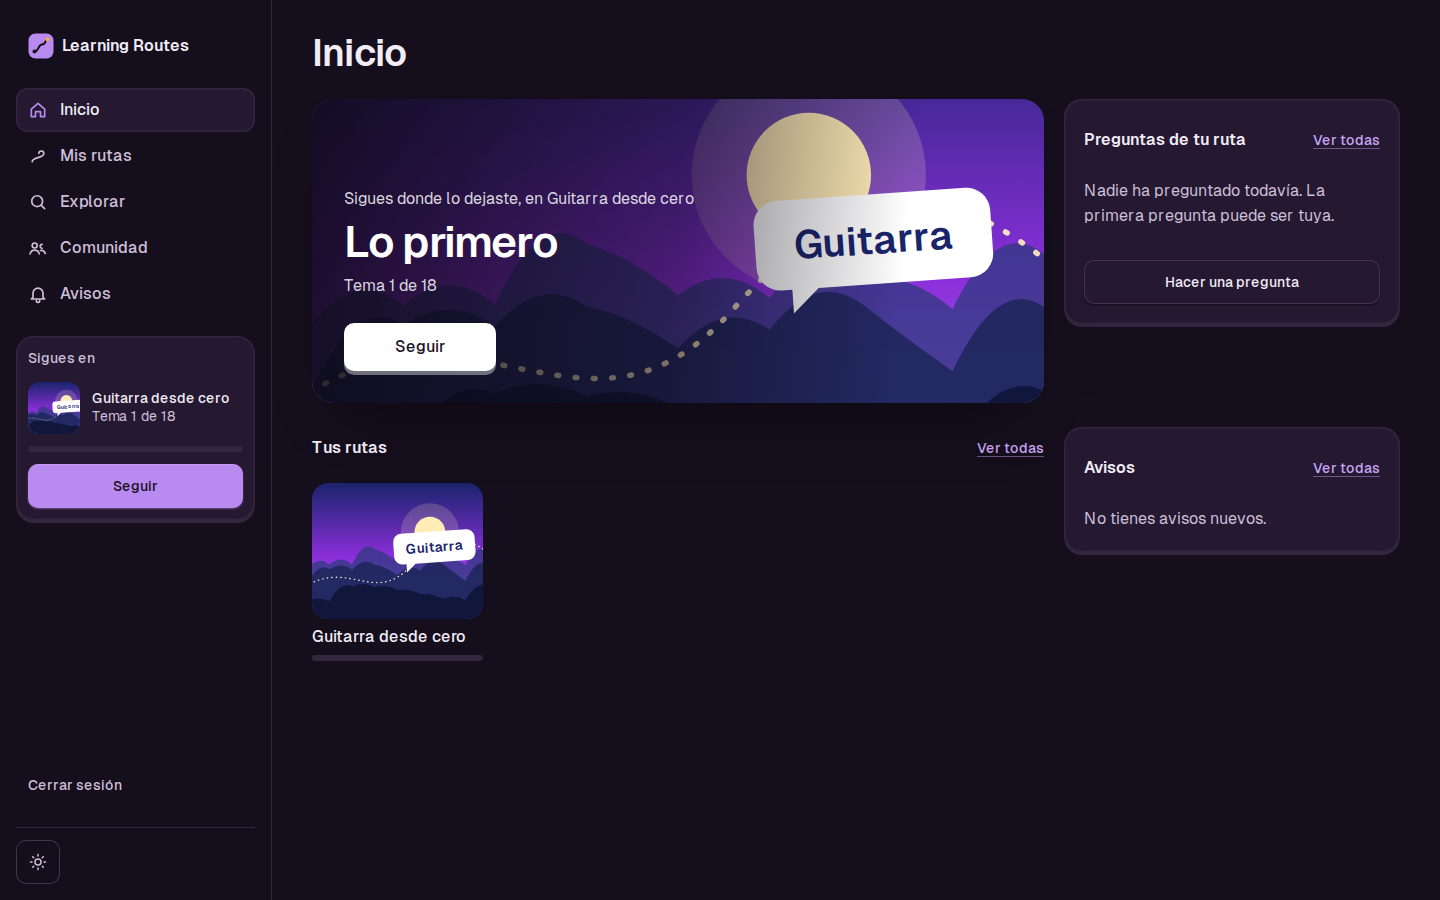 Learning Routes
Inicio
Mis rutas
Explorar
Comunidad
Avisos
Sigues en
Guitarra
Guitarra desde cero
Tema 1 de 18
Seguir
Cerrar sesión
Inicio
Sigues donde lo dejaste, en Guitarra desde cero
Lo primero
Tema 1 de 18
Seguir
Guitarra
Tus rutas
Ver todas
Guitarra
Guitarra desde cero
Preguntas de tu ruta
Ver todas
Nadie ha preguntado todavía. La
primera pregunta puede ser tuya.
Hacer una pregunta
Avisos
Ver todas
No tienes avisos nuevos.